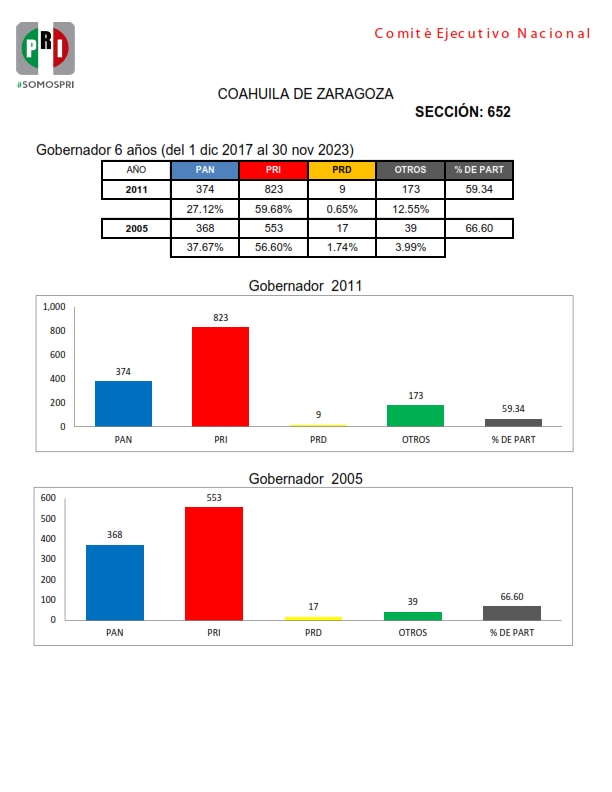 Comité Ejecutivo Nacional
PRI
#SOMOSPRI
COAHUILA DE ZARAGOZA
SECCIÓN: 652
Gobernador 6 años (del 1 dic 2017 al 30 nov 2023)
AÑO PAN PRI PRD OTROS % DE PART
2011 374 823 9 173 59.34
27.12% 59.68% 0.65% 12.55%
2005 368 553 17 39 66.60
37.67% 56.60% 1.74% 3.99%
Gobernador 2011
1,000
800
600
400
200
0
374
823
9
173
59.34
PAN PRI PRD OTROS % DE PART
Gobernador 2005
600
500
400
300
200
100
0
368
553
17
39
66.60
PAN PRI PRD OTROS % DE PART